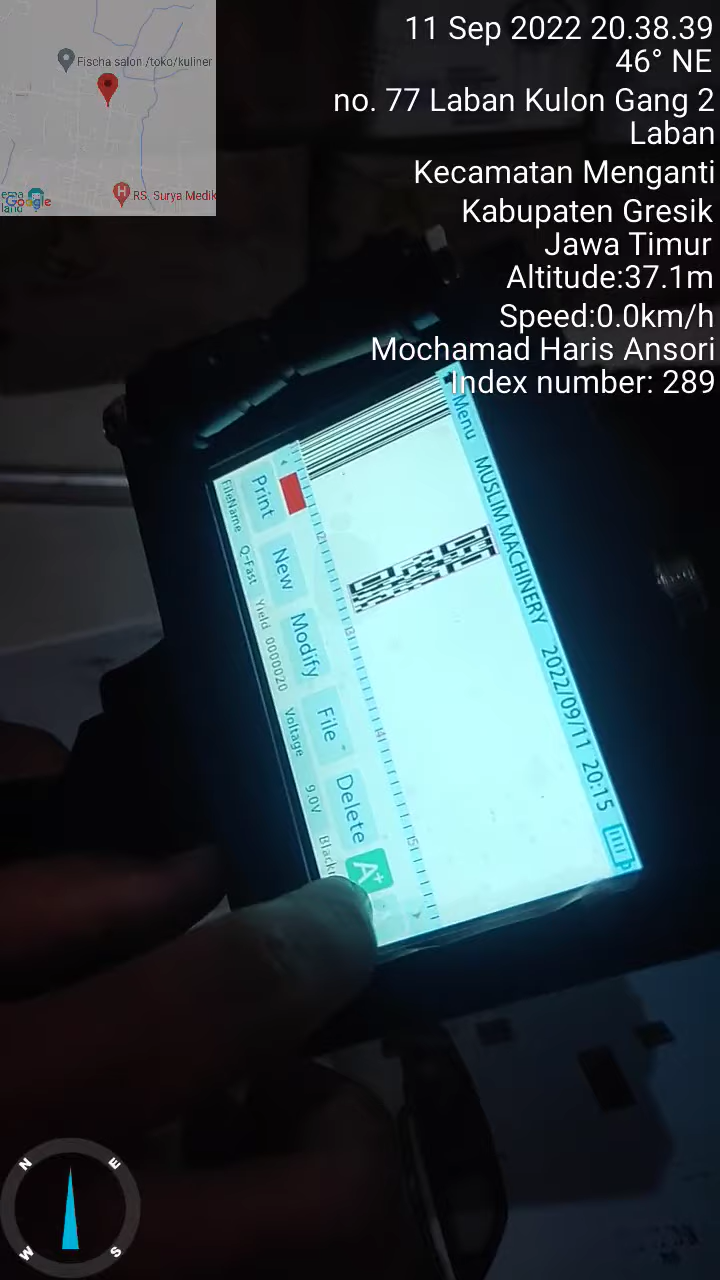 Fischa salon /toko/kuliner
RS. Surya Medik
Google
11 Sep 2022 20.38.39
46° NE
no. 77 Laban Kulon Gang 2
Laban
Kecamatan Menganti
Kabupaten Gresik
Jawa Timur
Altitude:37.1m
Speed:0.0km/h
Mochamad Haris Ansori
Index number: 289
Menu MUSLIM MACHINERY 2022/09/11 20:15
Print New Modify File Delete A+
FileName Q-Fast Yield 0000020 Voltage 9.0V
N E
W S